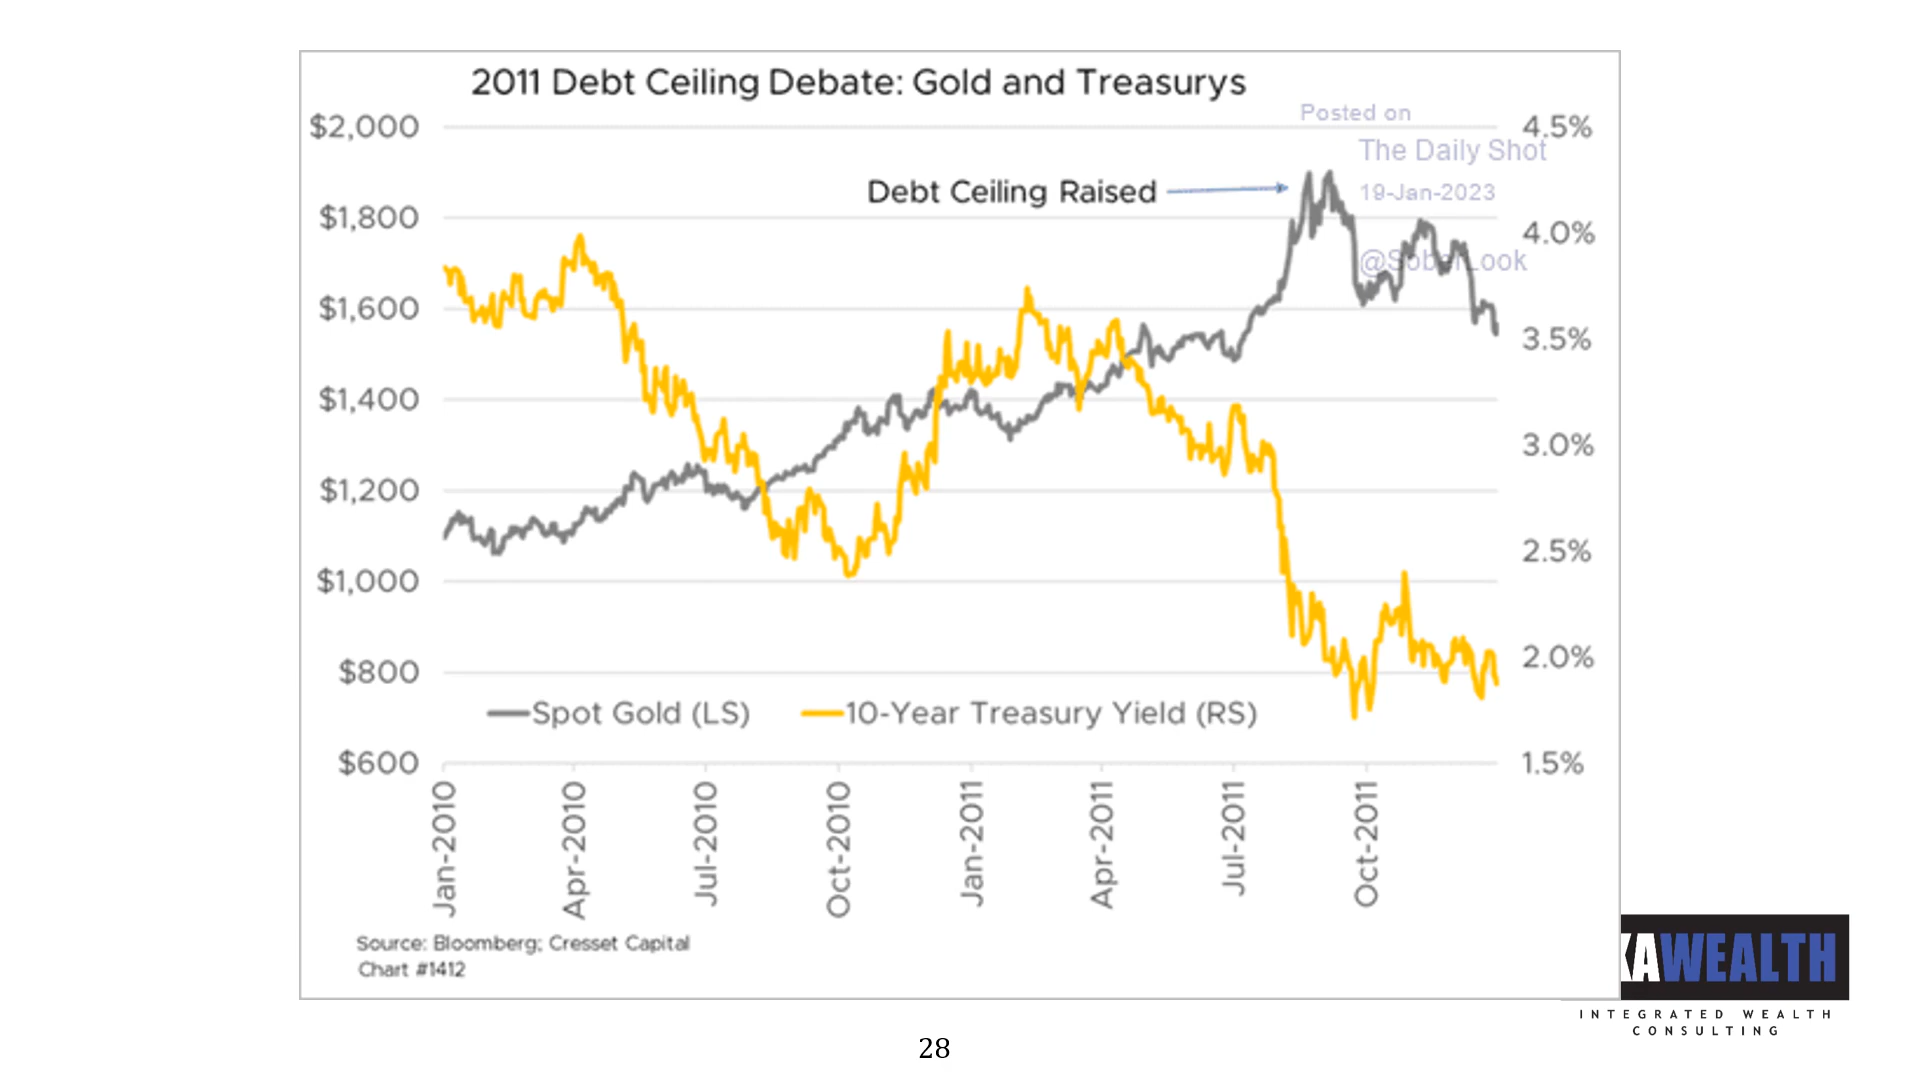 2011 Debt Ceiling Debate: Gold and Treasurys
Posted on
The Daily Shot
19-Jan-2023
@SoberLook
$2,000
$1,800
$1,600
$1,400
$1,200
$1,000
$800
$600
4.5%
4.0%
3.5%
3.0%
2.5%
2.0%
1.5%
Debt Ceiling Raised
Spot Gold (LS)
10-Year Treasury Yield (RS)
Jan-2010
Apr-2010
Jul-2010
Oct-2010
Jan-2011
Apr-2011
Jul-2011
Oct-2011
Source: Bloomberg; Cresset Capital
Chart #1412
KAWEALTH
INTEGRATED WEALTH
CONSULTING
28